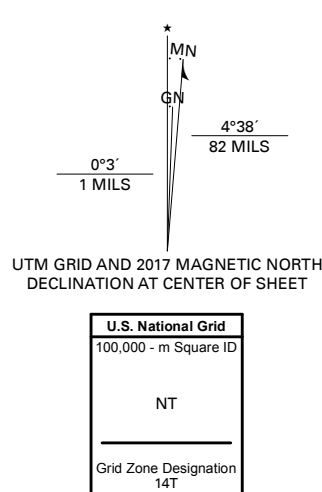 ★
MN
GN
4°38´
82 MILS
0°3´
1 MILS
UTM GRID AND 2017 MAGNETIC NORTH
DECLINATION AT CENTER OF SHEET
U.S. National Grid
100,000 - m Square ID
NT
Grid Zone Designation
14T